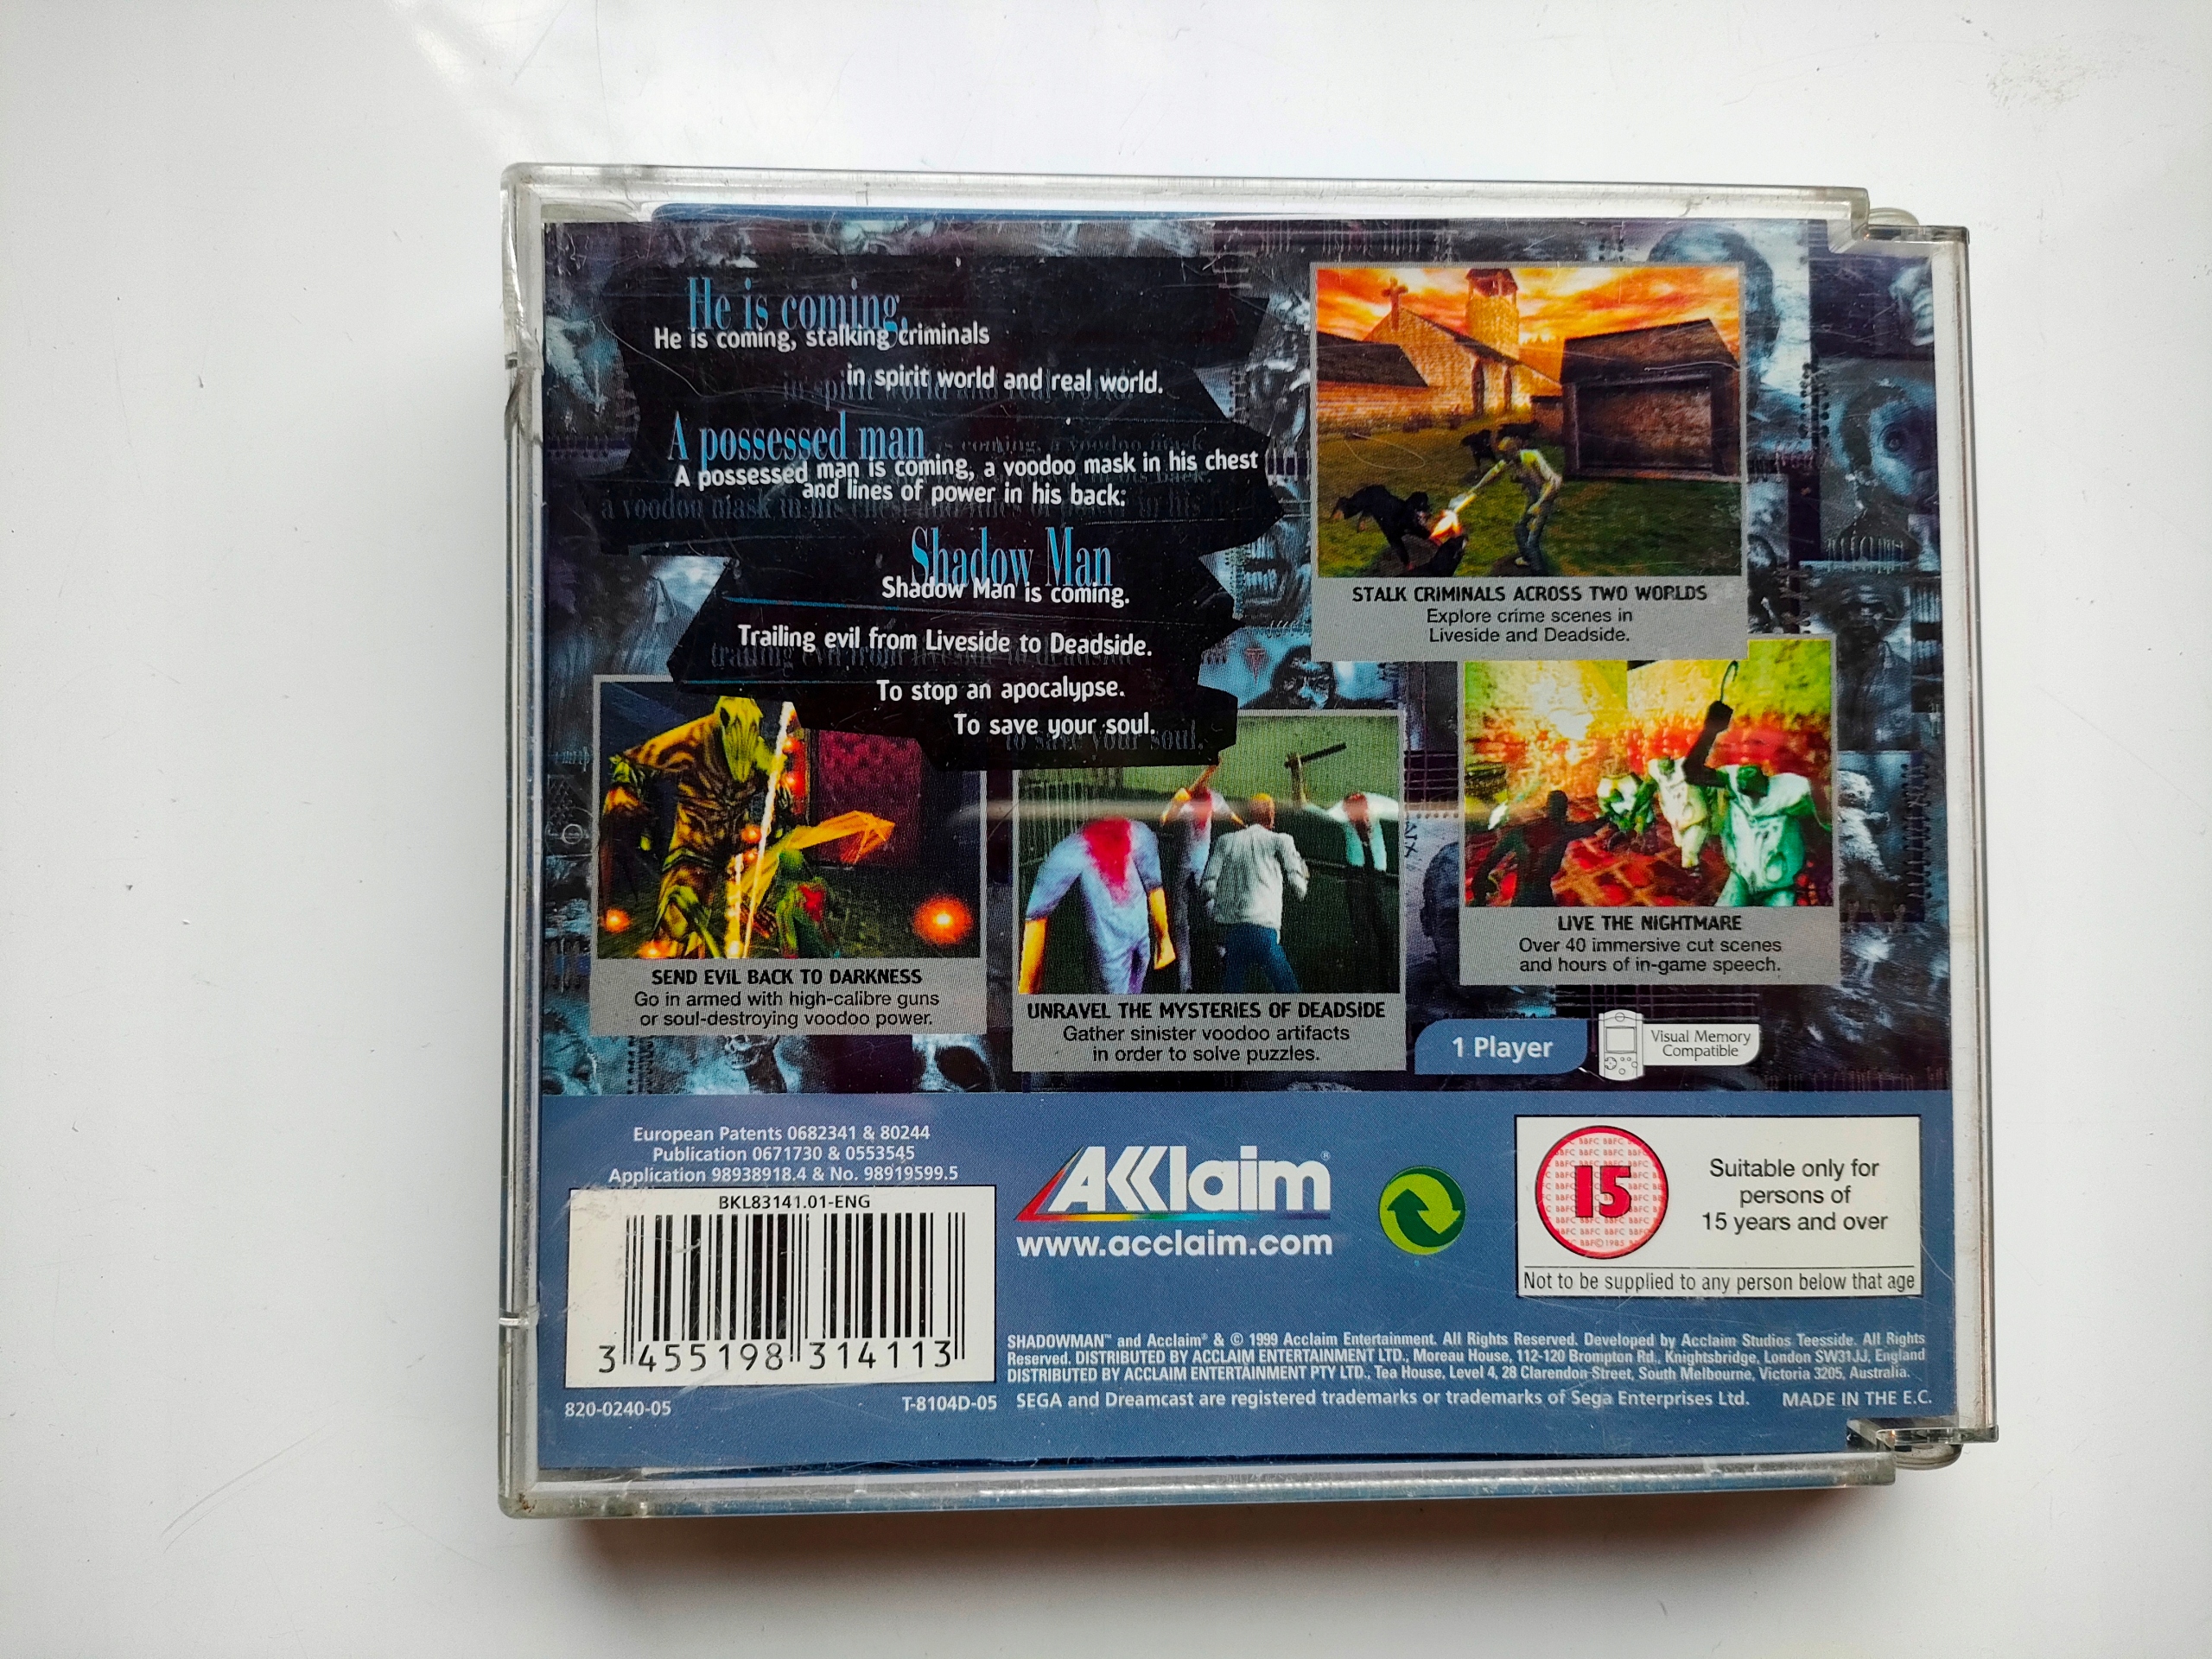 He is coming.
He is coming, stalking criminals
in spirit world and real world.
A possessed man
A possessed man is coming, a voodoo mask in his chest
and lines of power in his back:
Shadow Man
Shadow Man is coming.
Trailing evil from Liveside to Deadside.
To stop an apocalypse.
To save your soul.
STALK CRIMINALS ACROSS TWO WORLDS
Explore crime scenes in
Liveside and Deadside.
SEND EVIL BACK TO DARKNESS
Go in armed with high-calibre guns
or soul-destroying voodoo power.
UNRAVEL THE MYSTERIES OF DEADSIDE
Gather sinister voodoo artifacts
in order to solve puzzles.
LIVE THE NIGHTMARE
Over 40 immersive cut scenes
and hours of in-game speech.
1 Player
Visual Memory
Compatible
European Patents 0682341 & 80244
Publication 0671730 & 0553545
Application 98938918.4 & No. 98919599.5
BKL83141.01-ENG
3 455198 314113
820-0240-05
T-8104D-05
AKKlaim®
www.acclaim.com
15
Suitable only for
persons of
15 years and over
Not to be supplied to any person below that age
SHADOWMAN™ and Acclaim® & © 1999 Acclaim Entertainment. All Rights Reserved. Developed by Acclaim Studios Teesside. All Rights
Reserved. DISTRIBUTED BY ACCLAIM ENTERTAINMENT LTD., Moreau House, 112-120 Brompton Rd., Knightsbridge, London SW31JJ, England
DISTRIBUTED BY ACCLAIM ENTERTAINMENT PTY LTD., Tea House, Level 4, 28 Clarendon Street, South Melbourne, Victoria 3205, Australia.
SEGA and Dreamcast are registered trademarks or trademarks of Sega Enterprises Ltd.
MADE IN THE E.C.